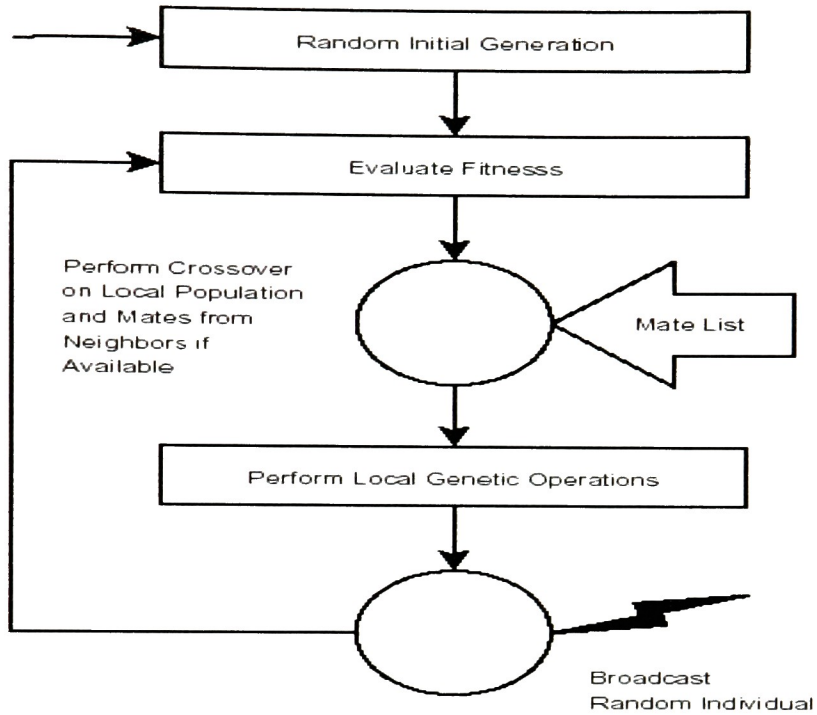 Random Initial Generation
Evaluate Fitnesss
Perform Crossover
on Local Population
and Mates from
Neighbors if
Available
Mate List
Perform Local Genetic Operations
Broadcast
Random Individual